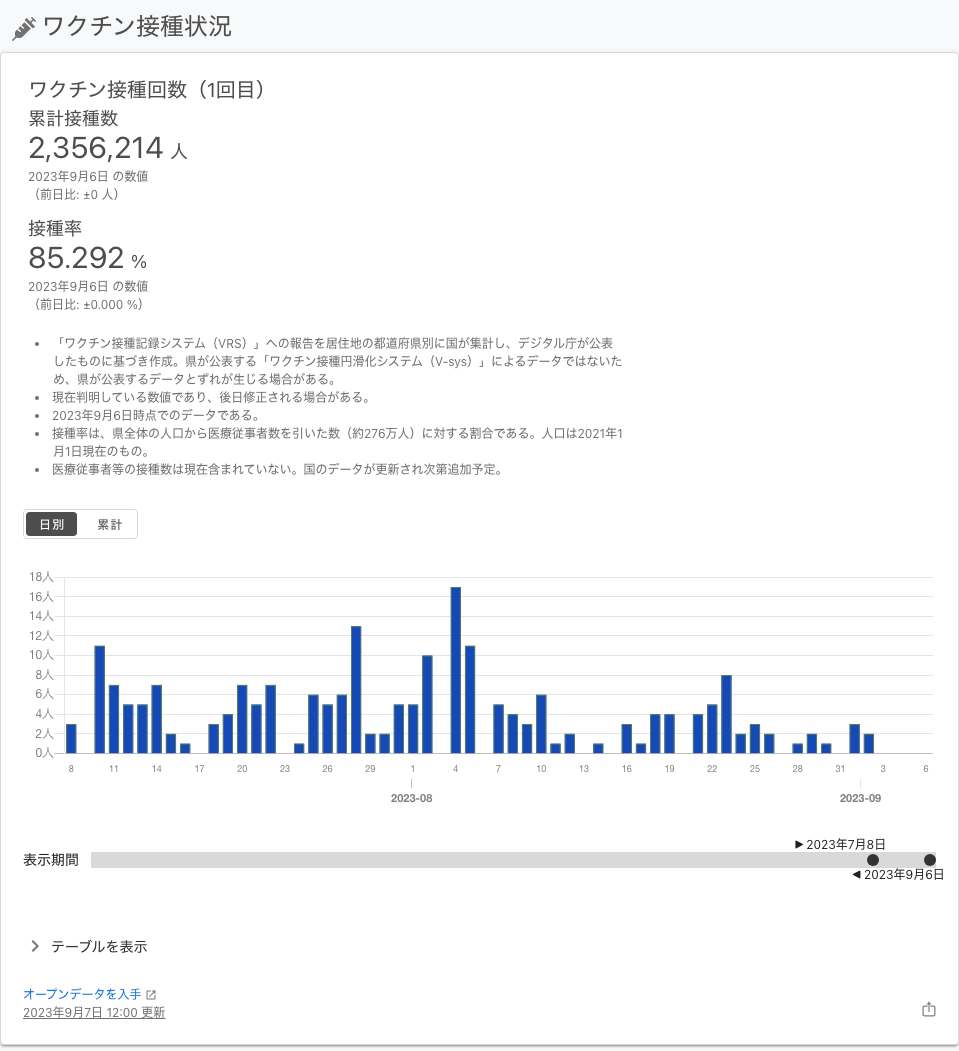 ワクチン接種状況
ワクチン接種回数（1回目）
累計接種数
2,356,214 人
2023年9月6日 の数値
（前日比: ±0 人）
接種率
85.292 %
2023年9月6日 の数値
（前日比: ±0.000 %）
• 「ワクチン接種記録システム（VRS）」への報告を居住地の都道府県別に国が集計し、デジタル庁が公表
したものに基づき作成。県が公表する「ワクチン接種円滑化システム（V-sys）」によるデータではないた
め、県が公表するデータとずれが生じる場合がある。
• 現在判明している数値であり、後日修正される場合がある。
• 2023年9月6日時点でのデータである。
• 接種率は、県全体の人口から医療従事者数を引いた数（約276万人）に対する割合である。人口は2021年1
月1日現在のもの。
• 医療従事者等の接種数は現在含まれていない。国のデータが更新され次第追加予定。
日別 累計
18人
16人
14人
12人
10人
8人
6人
4人
2人
0人
8 11 14 17 20 23 26 29 1 4 7 10 13 16 19 22 25 28 31 3 6
2023-08 2023-09
▶ 2023年7月8日
表示期間
◀ 2023年9月6日
テーブルを表示
オープンデータを入手
2023年9月7日 12:00 更新